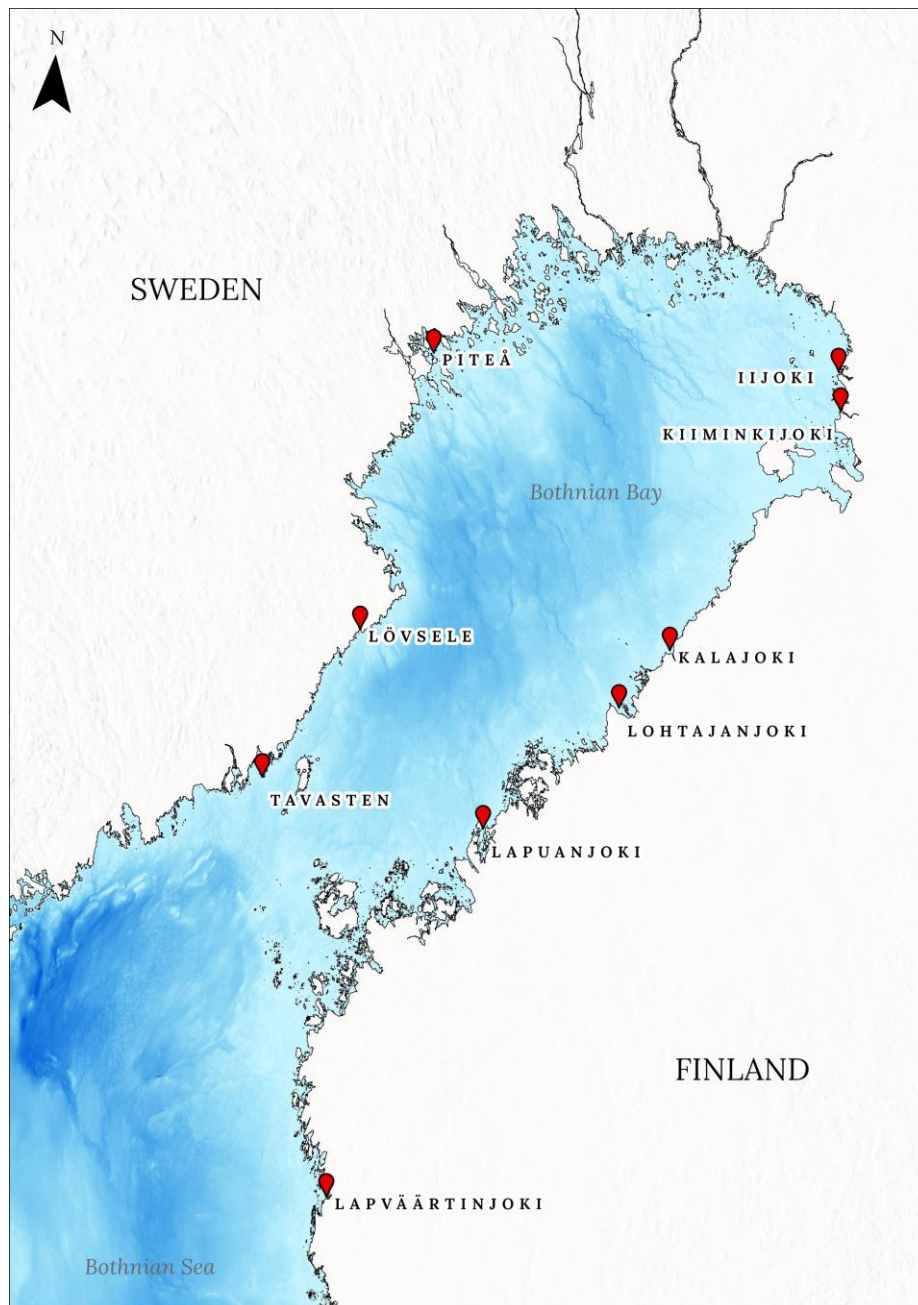 N
SWEDEN
PITEÅ
IIJOKI
KIIMINKIJOKI
Bothnian Bay
LÖVSELE
KALAJOKI
LOHTAJANJOKI
TAVASTEN
LAPUANJOKI
FINLAND
LAPVÄÄRTINJOKI
Bothnian Sea